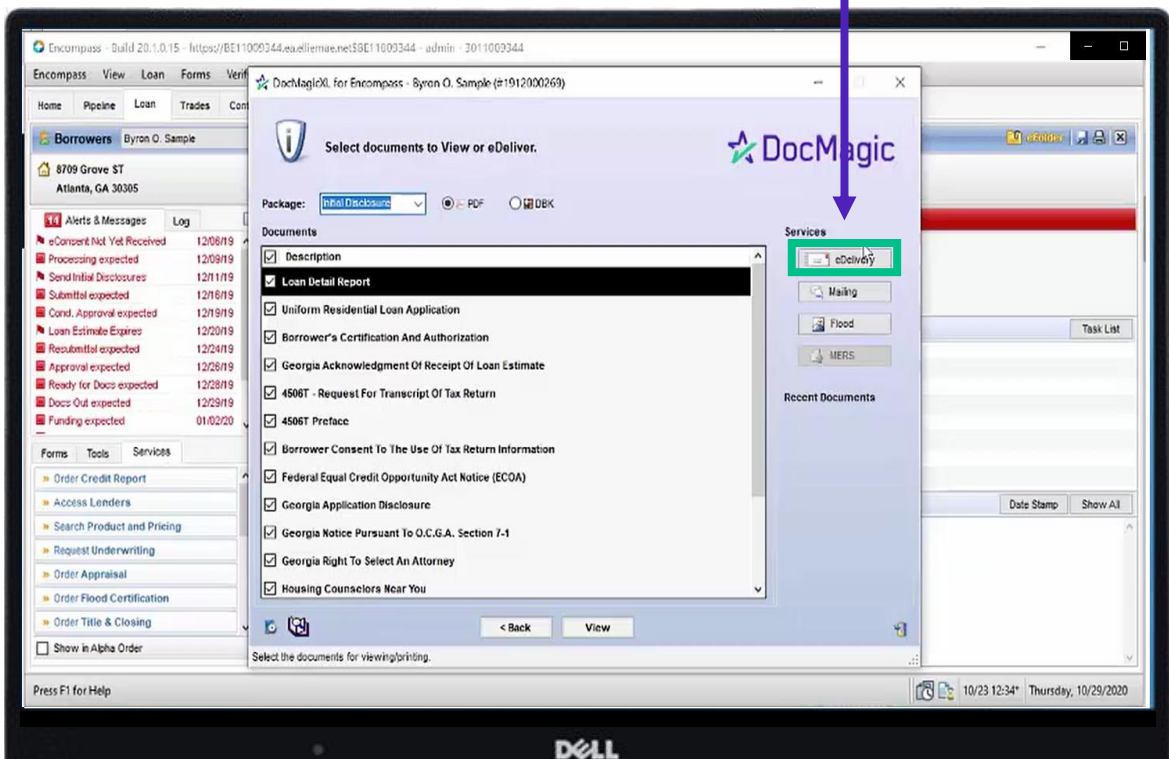 Encompass - Build 20.1.0.15 - https://BE11009344.ea.elliemae.net$BE11009344 - admin - 3011009344
Encompass View Loan Forms Verif
Home Pipeline Loan Trades Cont
Borrowers Byron O. Sample
eFolder
8709 Grove ST
Atlanta, GA 30305
Alerts & Messages Log
eConsent Not Yet Received 12/06/19
Processing expected 12/09/19
Send Initial Disclosures 12/11/19
Submittal expected 12/16/19
Cond. Approval expected 12/19/19
Loan Estimate Expires 12/20/19
Resubmittal expected 12/24/19
Approval expected 12/26/19
Ready for Docs expected 12/28/19
Docs Out expected 12/29/19
Funding expected 01/02/20
Forms Tools Services
Order Credit Report
Access Lenders
Search Product and Pricing
Request Underwriting
Order Appraisal
Order Flood Certification
Order Title & Closing
Show in Alpha Order
DocMagicXL for Encompass - Byron O. Sample (#1912000269)
Select documents to View or eDeliver.
DocMagic
Package: Initial Disclosure PDF DBK
Documents
Description
Loan Detail Report
Uniform Residential Loan Application
Borrower's Certification And Authorization
Georgia Acknowledgment Of Receipt Of Loan Estimate
4506T - Request For Transcript Of Tax Return
4506T Preface
Borrower Consent To The Use Of Tax Return Information
Federal Equal Credit Opportunity Act Notice (ECOA)
Georgia Application Disclosure
Georgia Notice Pursuant To O.C.G.A. Section 7-1
Georgia Right To Select An Attorney
Housing Counselors Near You
Services
eDelivery
Mailing
Flood
MERS
Recent Documents
< Back View
Select the documents for viewing/printing.
Task List
Date Stamp Show All
Press F1 for Help
10/23 12:34* Thursday, 10/29/2020
DELL